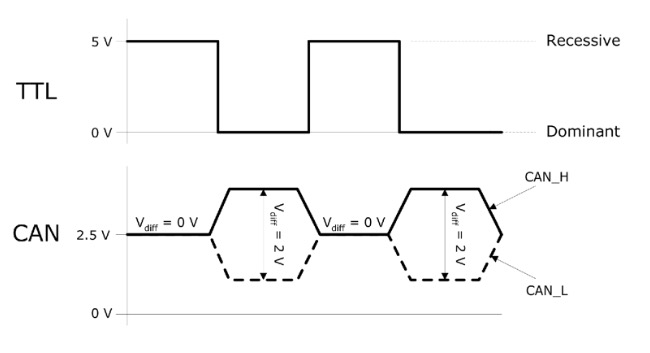 5 V
Recessive
TTL
0 V
Dominant
CAN_H
V_diff = 0 V
V_diff = 2 V
V_diff = 0 V
V_diff = 2 V
CAN
2.5 V
CAN_L
0 V